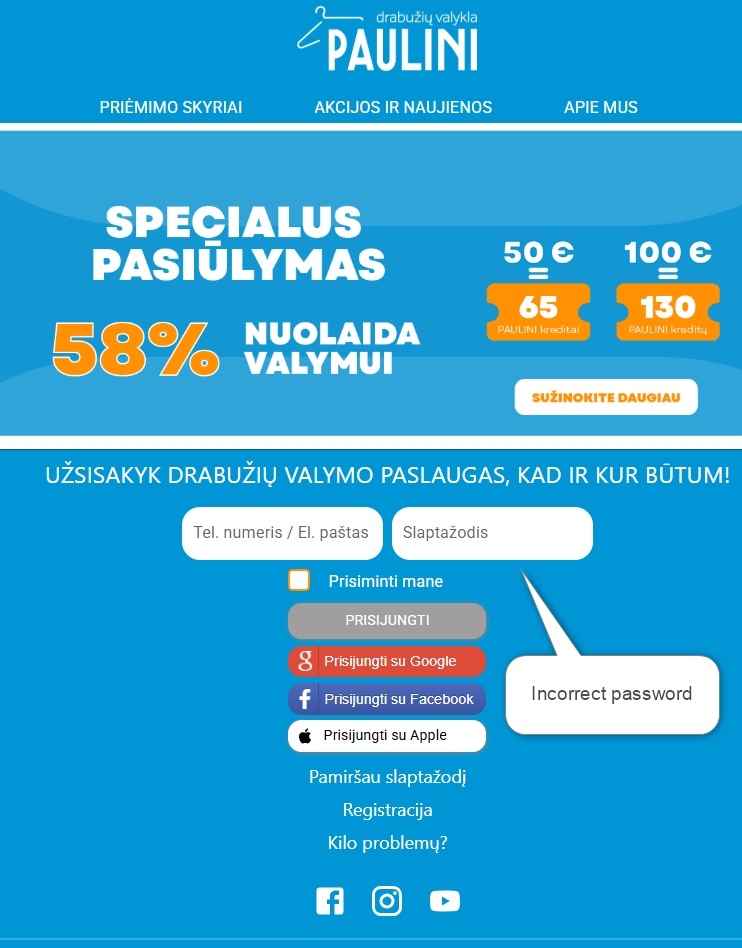 drabužių valykla
PAULINI
PRIĖMIMO SKYRIAI AKCIJOS IR NAUJIENOS APIE MUS
SPECIALUS
PASIŪLYMAS
58% NUOLAIDA
VALYMUI
50 € 100 €
= =
65 130
PAULINI kreditai PAULINI kreditų
SUŽINOKITE DAUGIAU
UŽSISAKYK DRABUŽIŲ VALYMO PASLAUGAS, KAD IR KUR BŪTUM!
Tel. numeris / El. paštas Slaptažodis
Prisiminti mane
PRISIJUNGTI
Prisijungti su Google
Prisijungti su Facebook
Incorrect password
Prisijungti su Apple
Pamiršau slaptažodį
Registracija
Kilo problemų?